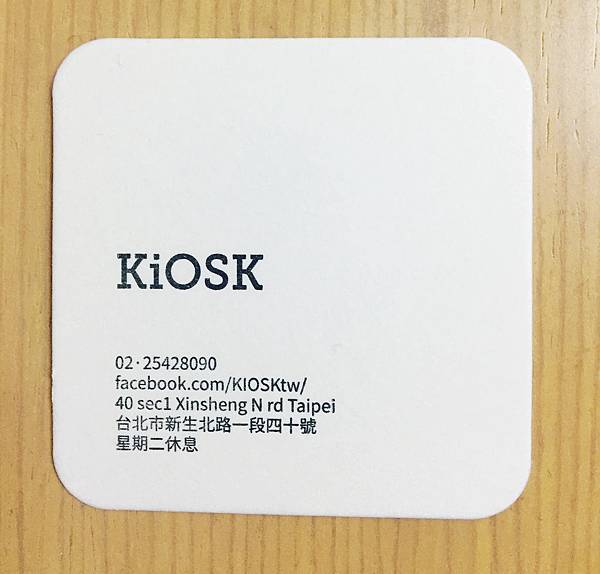 KiOSK
02·25428090
facebook.com/KIOSKtw/
40 sec1 Xinsheng N rd Taipei
台北市新生北路一段四十號
星期二休息